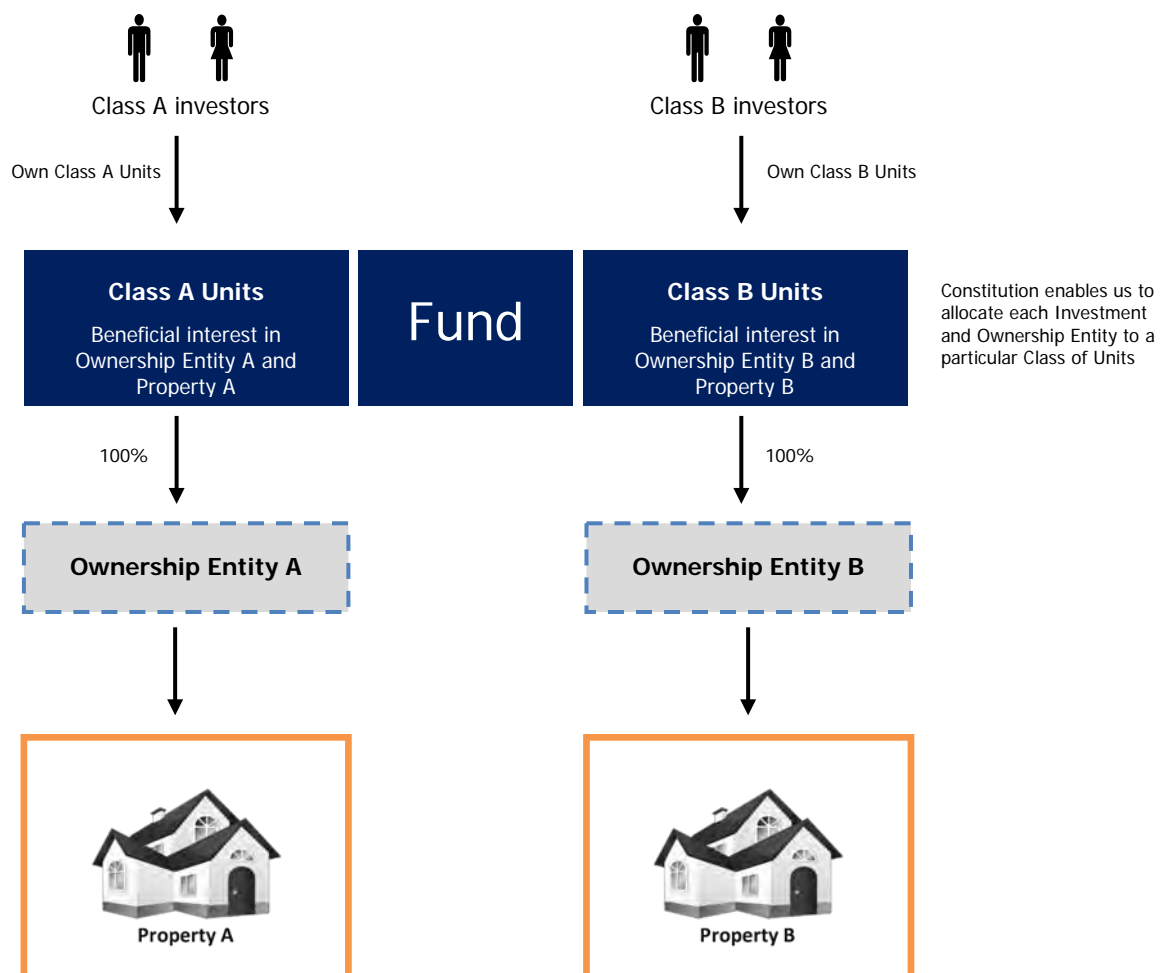 Class A investors
Class B investors
Own Class A Units
Own Class B Units
Class A Units
Beneficial interest in
Ownership Entity A and
Property A
Fund
Class B Units
Beneficial interest in
Ownership Entity B and
Property B
Constitution enables us to
allocate each Investment
and Ownership Entity to a
particular Class of Units
100%
100%
Ownership Entity A
Ownership Entity B
Property A
Property B